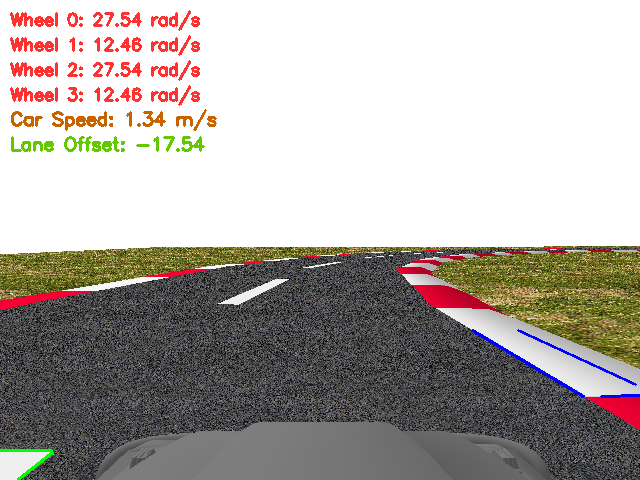 Wheel 0: 27.54 rad/s
Wheel 1: 12.46 rad/s
Wheel 2: 27.54 rad/s
Wheel 3: 12.46 rad/s
Car Speed: 1.34 m/s
Lane Offset: -17.54